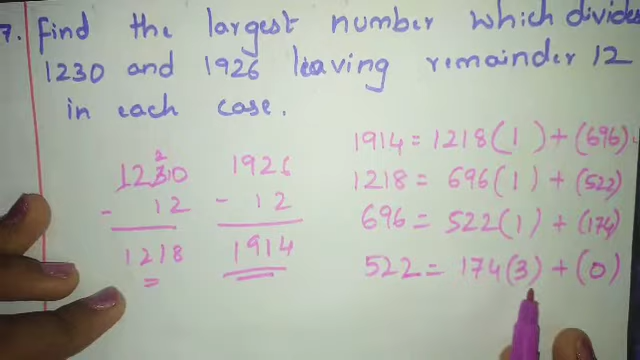 7. Find the largest number which divides
1230 and 1926 leaving remainder 12
in each case.
2
1230 1926
- 12 - 12
1218 1914
1914 = 1218(1) + (696)
1218 = 696(1) + (522)
696 = 522(1) + (174)
522 = 174(3) + (0)